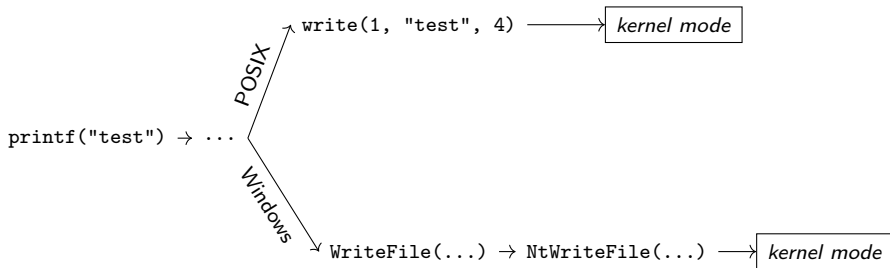 write(1, "test", 4) → kernel mode
POSIX
printf("test") → ...
Windows
WriteFile(...) → NtWriteFile(...) → kernel mode